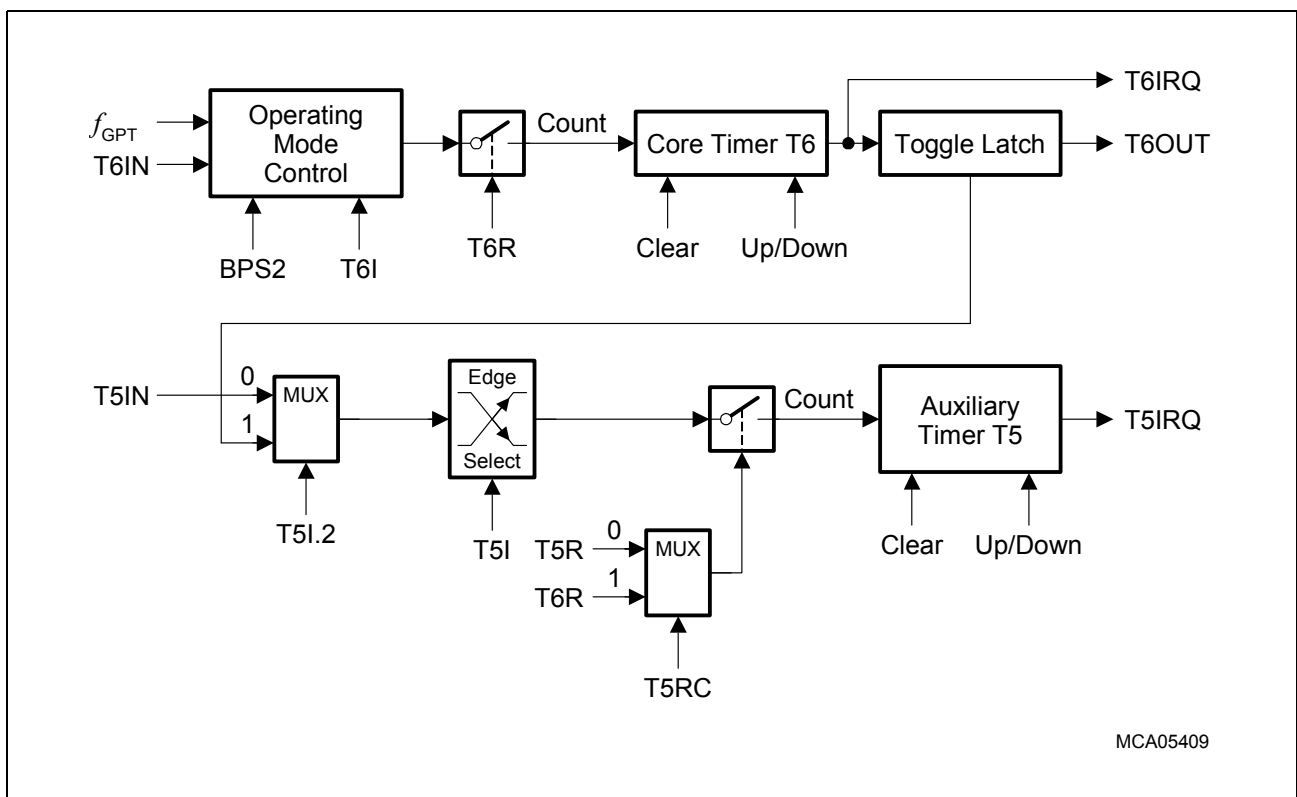 fGPT
T6IN
Operating
Mode
Control
BPS2
T6I
T6R
Count
Core Timer T6
Clear
Up/Down
Toggle Latch
T6IRQ
T6OUT
T5IN
0
1
MUX
T5I.2
Edge
Select
T5I
T5R
0
T6R
1
MUX
T5RC
Count
Auxiliary
Timer T5
Clear
Up/Down
T5IRQ
MCA05409